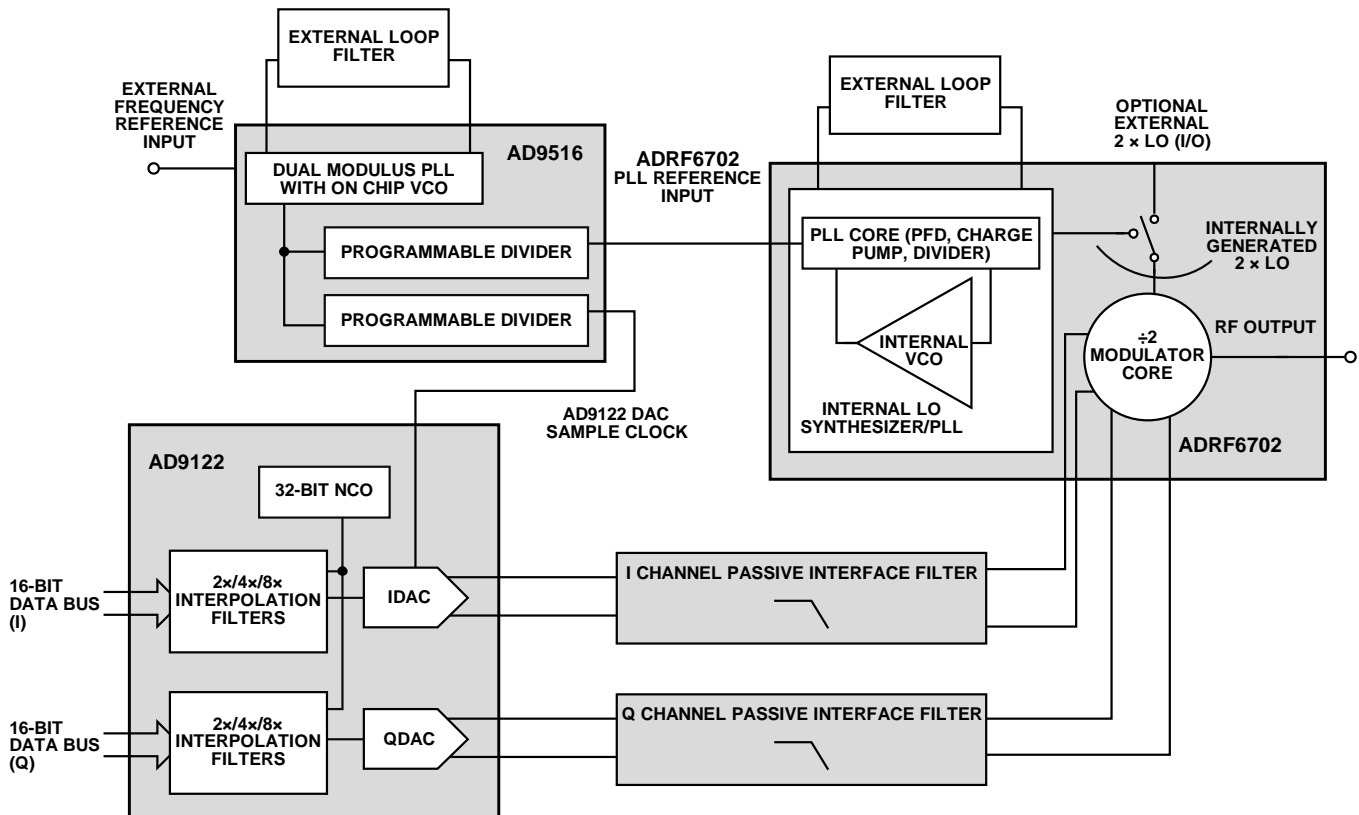 EXTERNAL LOOP
FILTER
EXTERNAL
FREQUENCY
REFERENCE
INPUT
AD9516
DUAL MODULUS PLL
WITH ON CHIP VCO
PROGRAMMABLE DIVIDER
PROGRAMMABLE DIVIDER
ADRF6702
PLL REFERENCE
INPUT
EXTERNAL LOOP
FILTER
OPTIONAL
EXTERNAL
2 × LO (I/O)
PLL CORE (PFD, CHARGE
PUMP, DIVIDER)
INTERNALLY
GENERATED
2 × LO
INTERNAL
VCO
INTERNAL LO
SYNTHESIZER/PLL
÷2
MODULATOR
CORE
RF OUTPUT
ADRF6702
AD9122 DAC
SAMPLE CLOCK
AD9122
32-BIT NCO
16-BIT
DATA BUS
(I)
2×/4×/8×
INTERPOLATION
FILTERS
IDAC
I CHANNEL PASSIVE INTERFACE FILTER
16-BIT
DATA BUS
(Q)
2×/4×/8×
INTERPOLATION
FILTERS
QDAC
Q CHANNEL PASSIVE INTERFACE FILTER